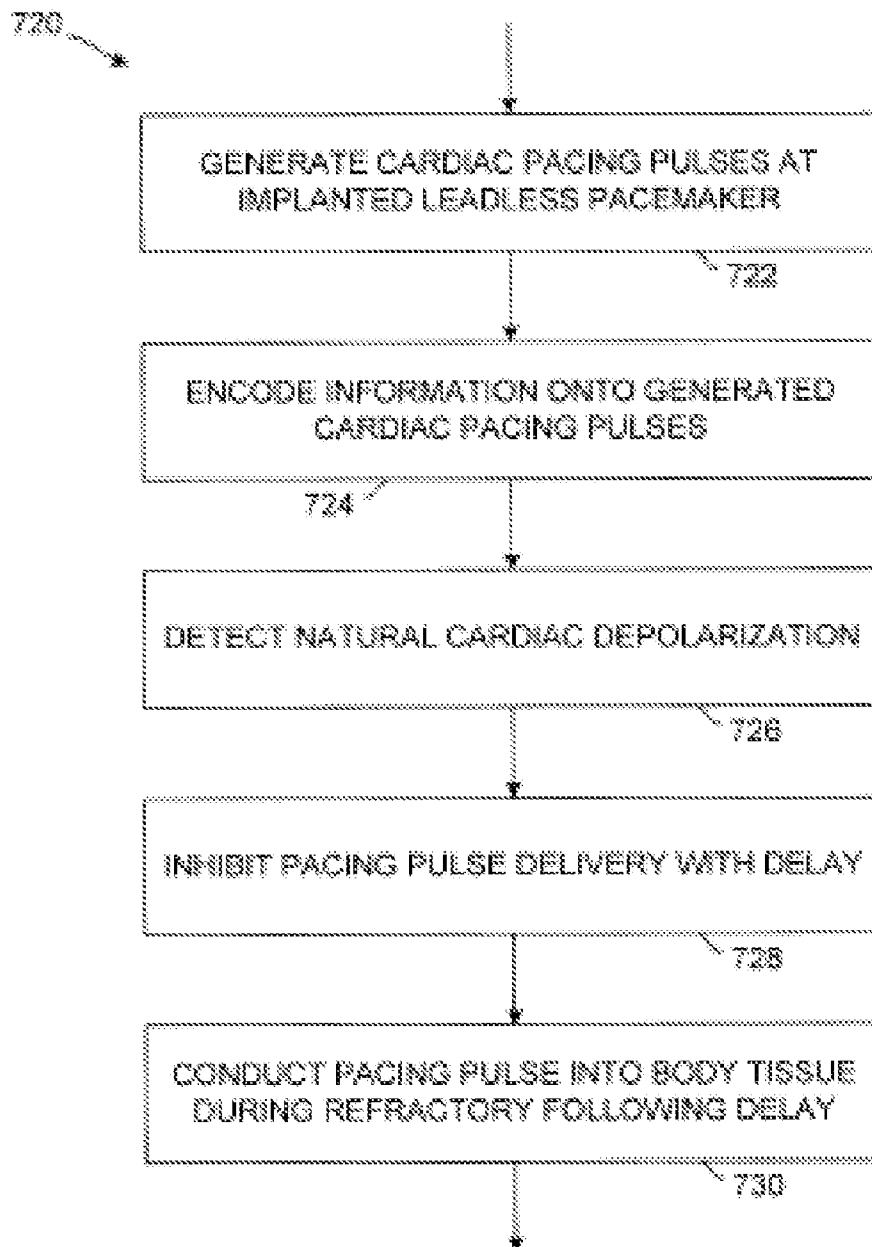 720
GENERATE CARDIAC PACING PULSES AT
IMPLANTED LEADLESS PACEMAKER
722
ENCODE INFORMATION ONTO GENERATED
CARDIAC PACING PULSES
724
DETECT NATURAL CARDIAC DEPOLARIZATION
726
INHIBIT PACING PULSE DELIVERY WITH DELAY
728
CONDUCT PACING PULSE INTO BODY TISSUE
DURING REFRACTORY FOLLOWING DELAY
730